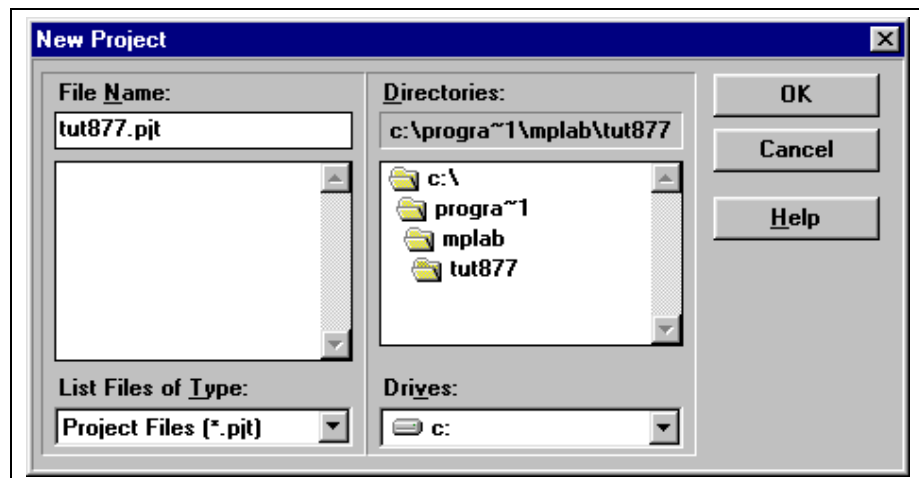 New Project
File Name:
tut877.pjt
List Files of Type:
Project Files (*.pjt)
Directories:
c:\progra~1\mplab\tut877
c:\
progra~1
mplab
tut877
Drives:
c:
OK
Cancel
Help